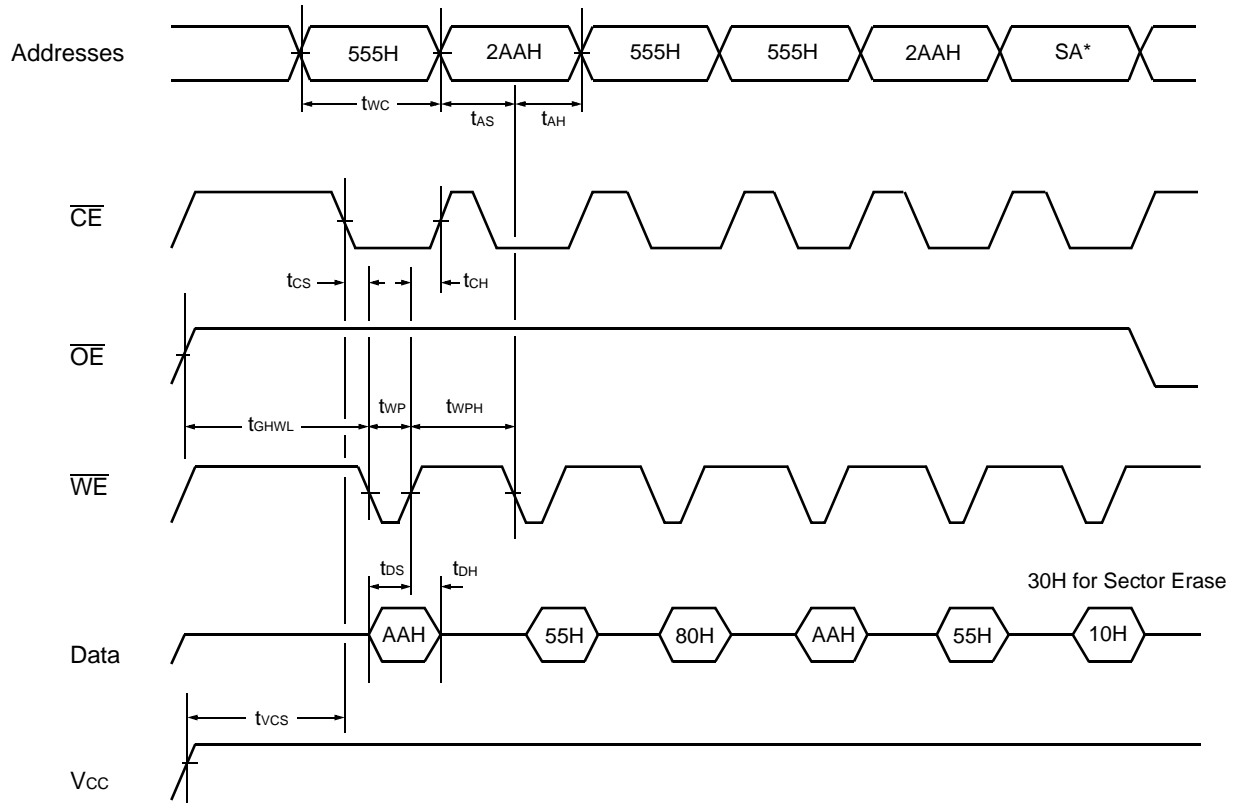 Addresses 555H 2AAH 555H 555H 2AAH SA*
tWC tAS tAH
CE
tCS tCH
OE
tGHWL tWP tWPH
WE
tDS tDH
30H for Sector Erase
Data AAH 55H 80H AAH 55H 10H
tVCS
VCC